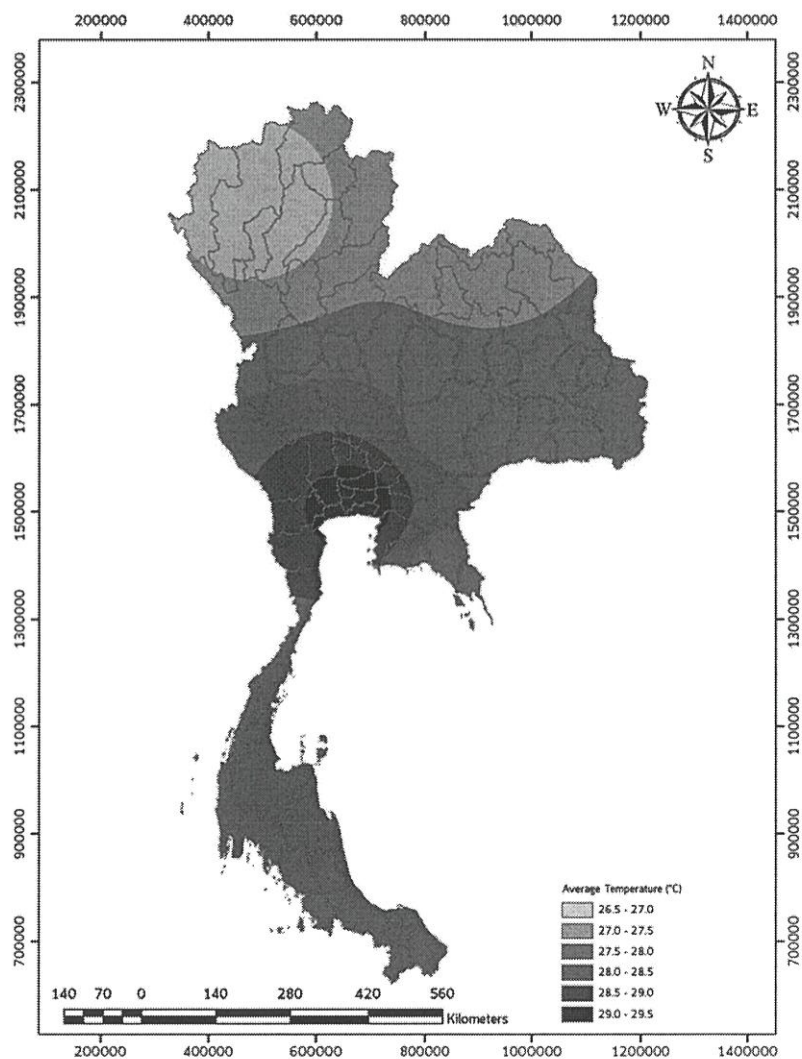 200000 400000 600000 800000 1000000 1200000 1400000
N
W E
S
2300000 2300000
2100000 2100000
1900000 1900000
1700000 1700000
1500000 1500000
1300000 1300000
1100000 1100000
900000 900000
700000 700000
Average Temperature (°C)
26.5 - 27.0
27.0 - 27.5
27.5 - 28.0
28.0 - 28.5
28.5 - 29.0
29.0 - 29.5
140 70 0 140 280 420 560
Kilometers
200000 400000 600000 800000 1000000 1200000 1400000